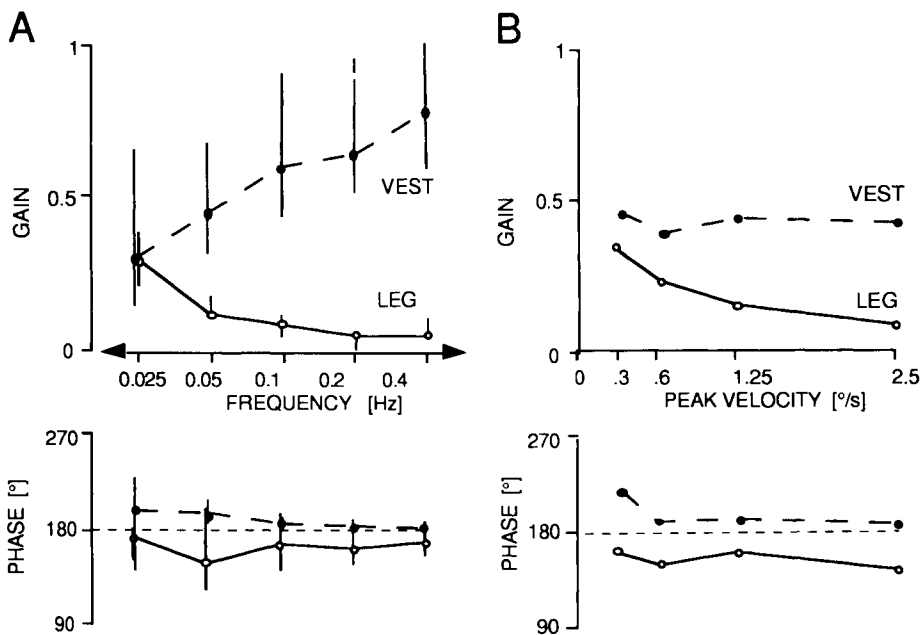 A
1
GAIN
0.5
0
VEST
LEG
0.025 0.05 0.1 0.2 0.4
FREQUENCY [Hz]
270
PHASE [°]
180
90
B
1
GAIN
0.5
0
VEST
LEG
0 .3 .6 1.25 2.5
PEAK VELOCITY [°/s]
270
PHASE [°]
180
90